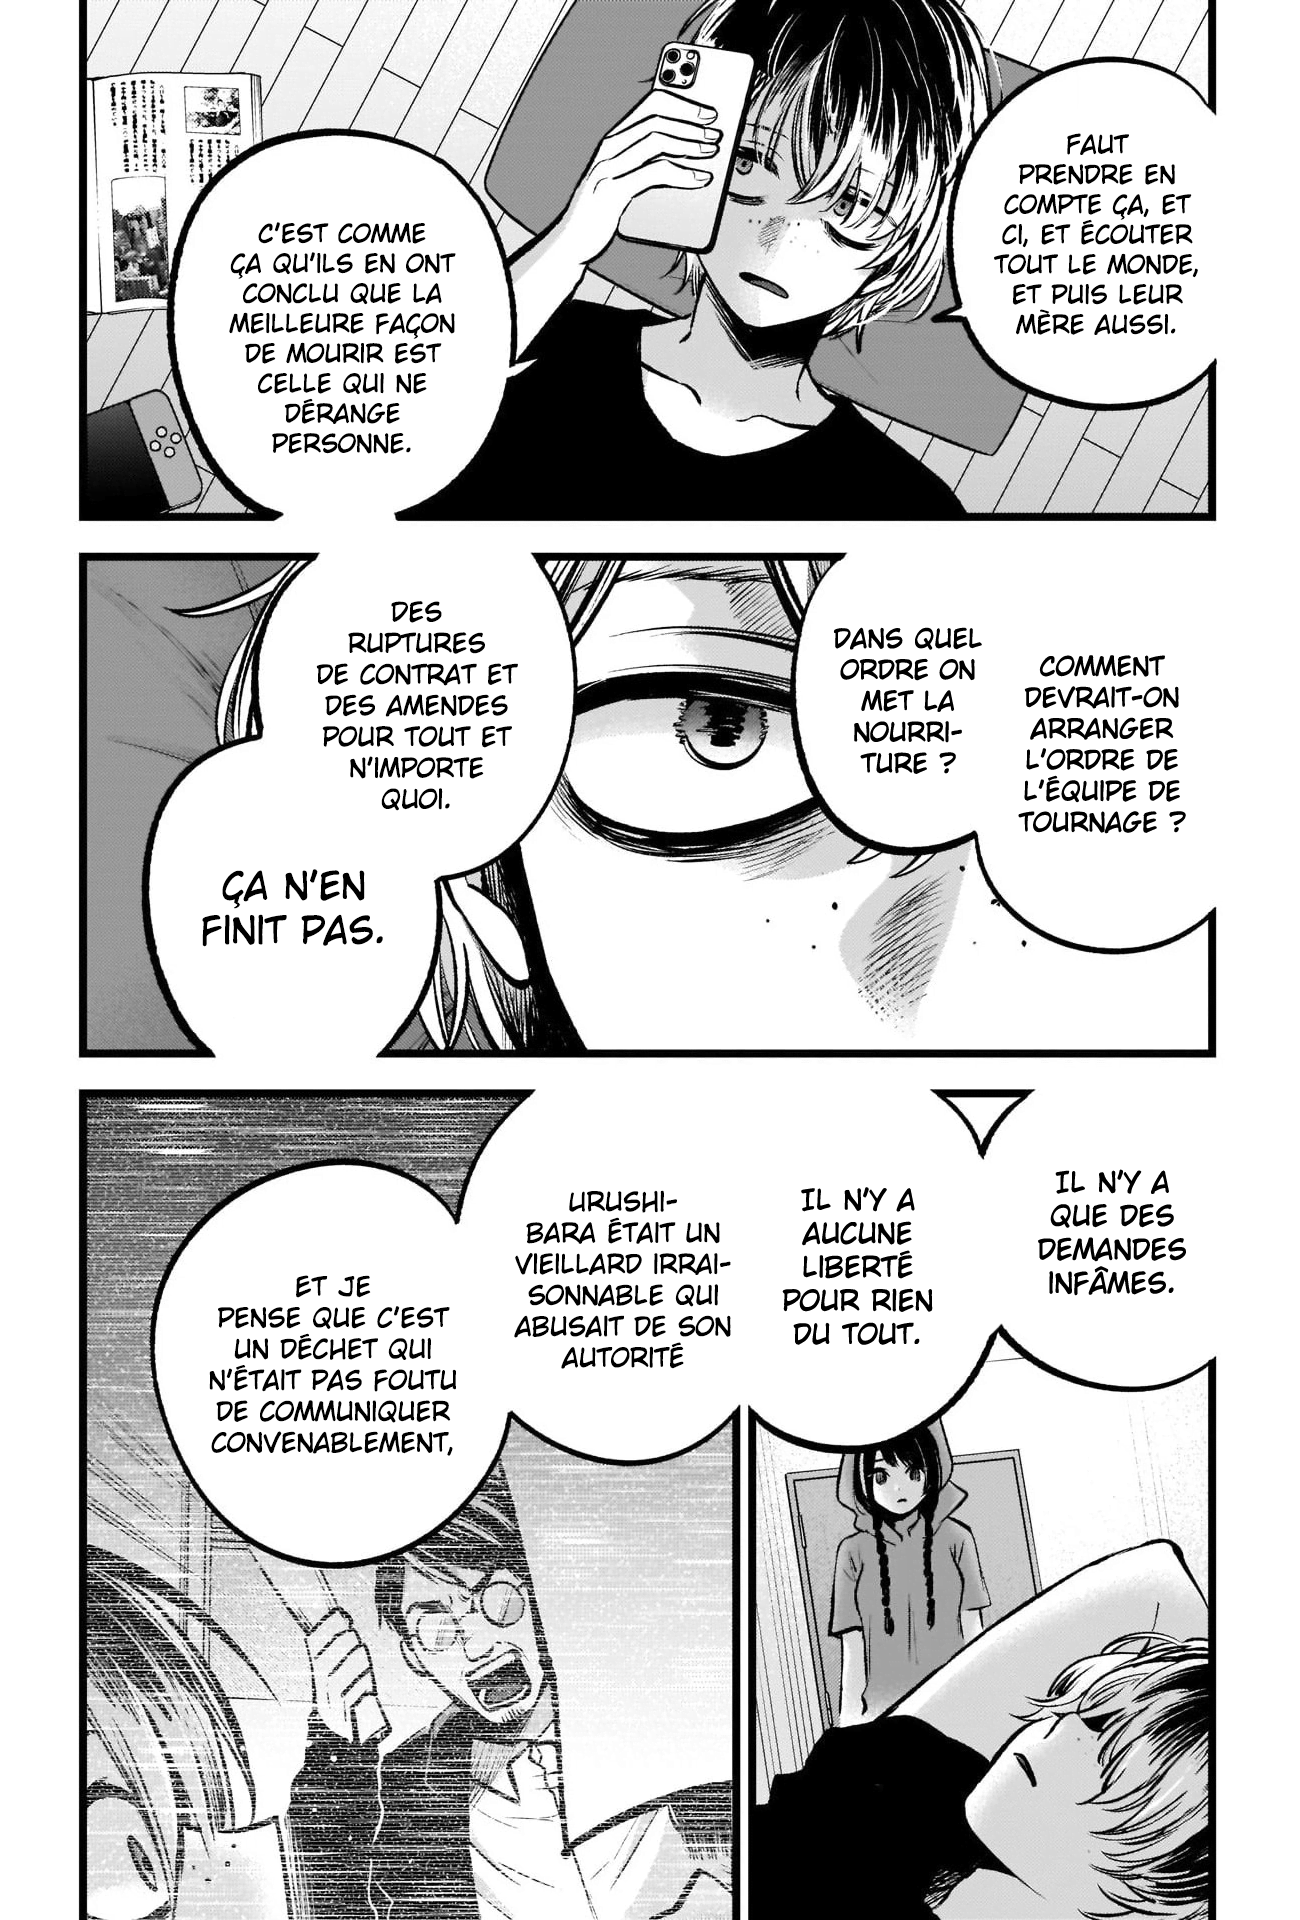 FAUT
PRENDRE EN
COMPTE ÇA, ET
CI, ET ÉCOUTER
TOUT LE MONDE,
ET PUIS LEUR
MÈRE AUSSI.
C'EST COMME
ÇA QU'ILS EN ONT
CONCLU QUE LA
MEILLEURE FAÇON
DE MOURIR EST
CELLE QUI NE
DÉRANGE
PERSONNE.
COMMENT
DEVRAIT-ON
ARRANGER
L'ORDRE DE
L'ÉQUIPE DE
TOURNAGE ?
DANS QUEL
ORDRE ON
MET LA
NOURRI-
TURE ?
DES
RUPTURES
DE CONTRAT ET
DES AMENDES
POUR TOUT ET
N'IMPORTE
QUOI.
ÇA N'EN
FINIT PAS.
IL N'Y A
QUE DES
DEMANDES
INFÂMES.
IL N'Y A
AUCUNE
LIBERTÉ
POUR RIEN
DU TOUT.
URUSHI-
BARA ÉTAIT UN
VIEILLARD IRRAI-
SONNABLE QUI
ABUSAIT DE SON
AUTORITÉ
ET JE
PENSE QUE C'EST
UN DÉCHET QUI
N'ÉTAIT PAS FOUTU
DE COMMUNIQUER
CONVENABLEMENT,